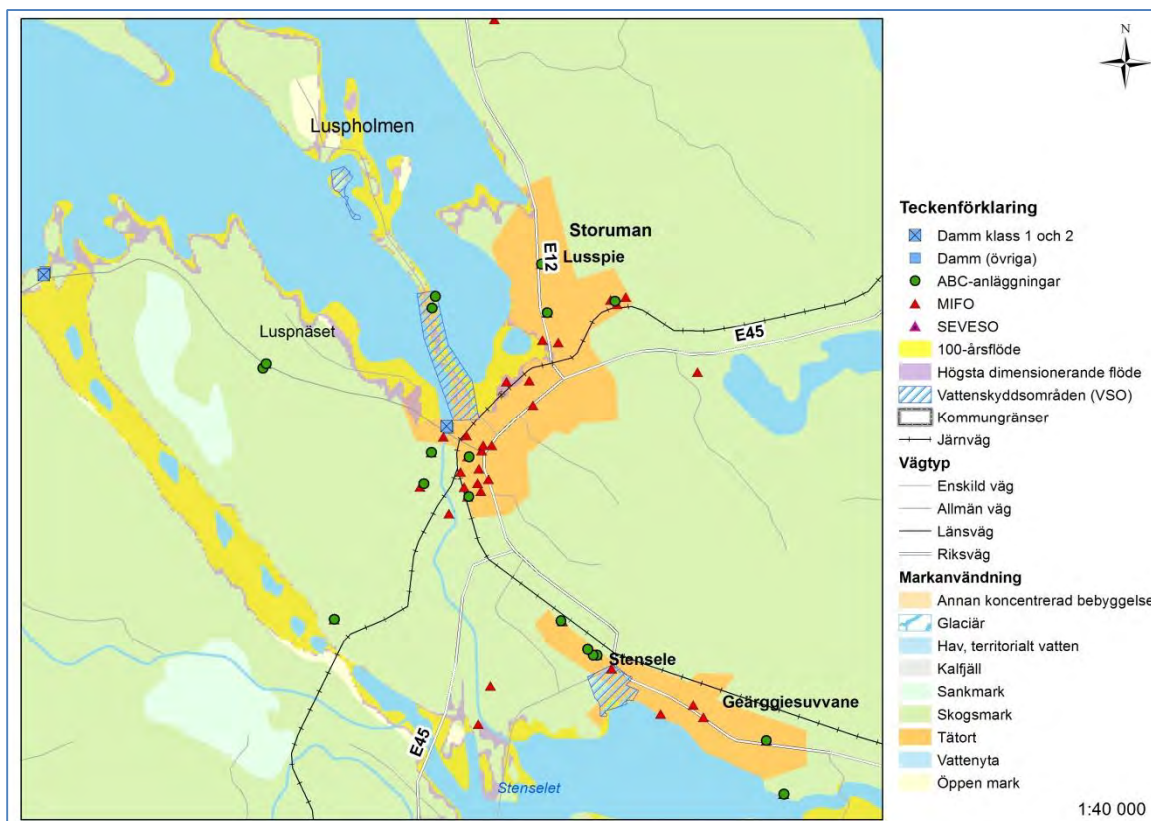 N
Luspholmen
Storuman
Lusspie
E12
Luspnäset
E45
Stensele
Geärggiesuvvane
E45
Stenselet
Teckenförklaring
Damm klass 1 och 2
Damm (övriga)
ABC-anläggningar
MIFO
SEVESO
100-årsflöde
Högsta dimensionerande flöde
Vattenskyddsområden (VSO)
Kommungränser
Järnväg
Vägtyp
Enskild väg
Allmän väg
Länsväg
Riksväg
Markanvändning
Annan koncentrerad bebyggelse
Glaciär
Hav, territorialt vatten
Kalfjäll
Sankmark
Skogsmark
Tätort
Vattenyta
Öppen mark
1:40 000